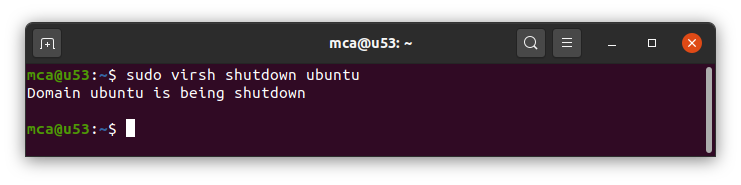 mca@u53: ~
mca@u53:~$ sudo virsh shutdown ubuntu
Domain ubuntu is being shutdown
mca@u53:~$